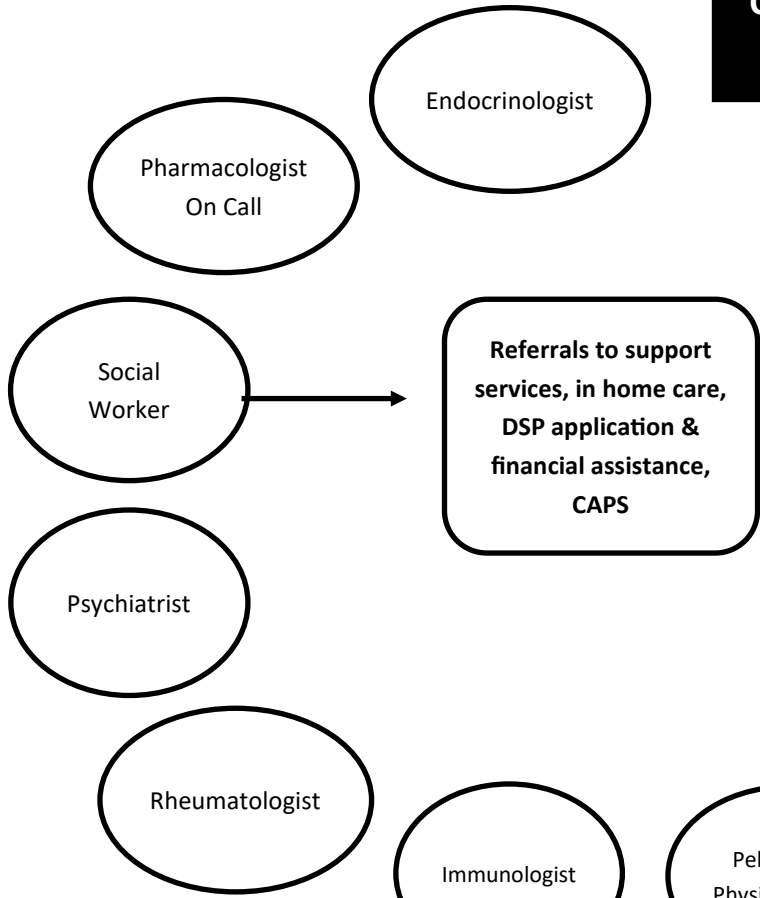 Endocrinologist
Pharmacologist
On Call
Social
Worker
Referrals to support
services, in home care,
DSP application &
financial assistance,
CAPS
Psychiatrist
Rheumatologist
Immunologist